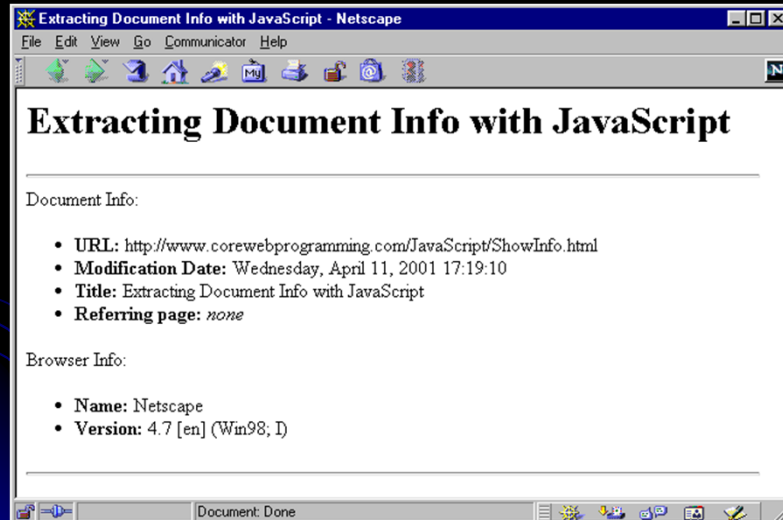 Extracting Document Info with JavaScript - Netscape
File Edit View Go Communicator Help
My
N
Extracting Document Info with JavaScript
Document Info:
URL: http://www.corewebprogramming.com/JavaScript/ShowInfo.html
Modification Date: Wednesday, April 11, 2001 17:19:10
Title: Extracting Document Info with JavaScript
Referring page: none
Browser Info:
Name: Netscape
Version: 4.7 [en] (Win98; I)
Document: Done